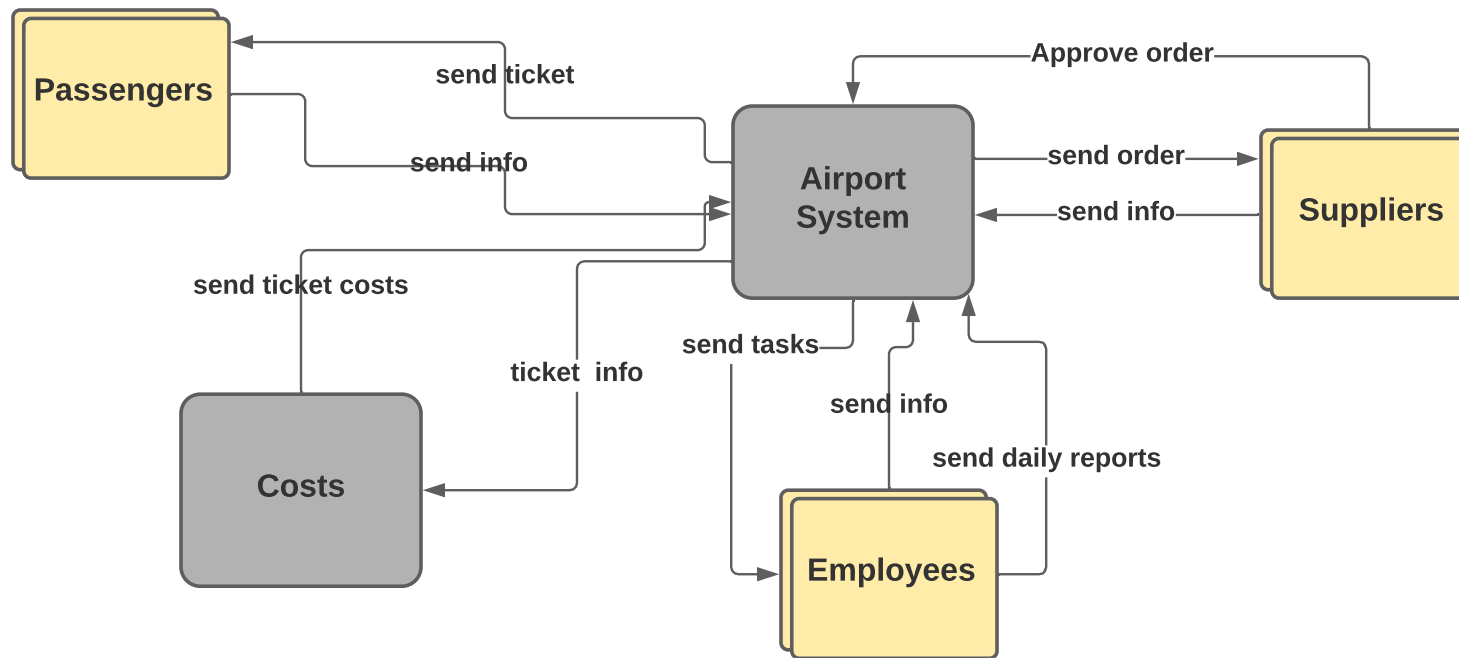 Passengers
send ticket
Approve order
send info
Airport
System
send order
send info
Suppliers
send ticket costs
ticket  info
send tasks
send info
send daily reports
Costs
Employees